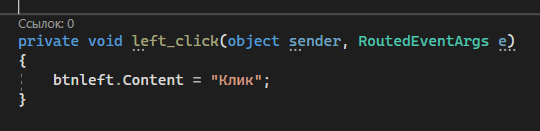 Ссылок: 0
private void left_click(object sender, RoutedEventArgs e)
{
btnleft.Content = "Клик";
}